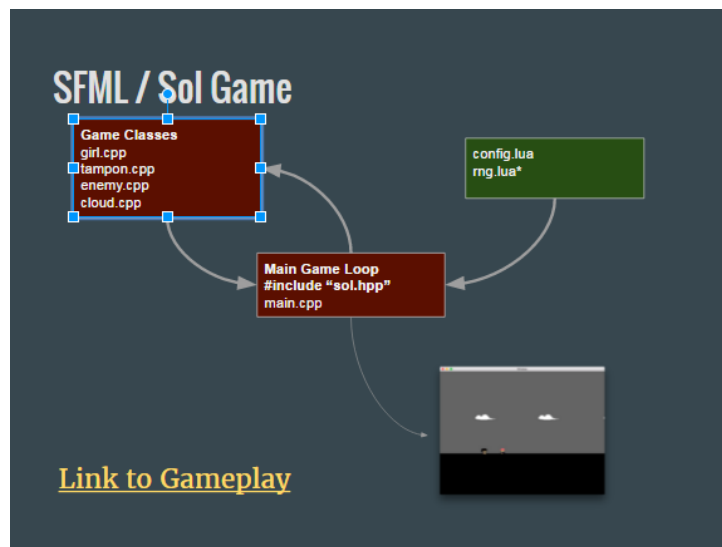 SFML / Sol Game
Game Classes
girl.cpp
tampon.cpp
enemy.cpp
cloud.cpp
config.lua
rng.lua*
Main Game Loop
#include “sol.hpp”
main.cpp
Link to Gameplay